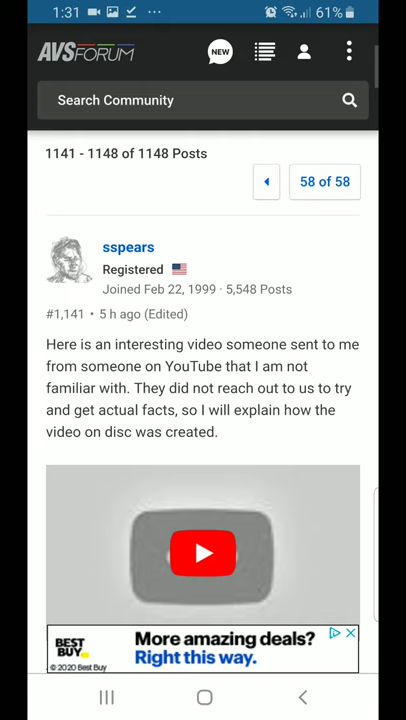 1:31 ... 61%
AVSFORUM NEW
Search Community
1141 - 1148 of 1148 Posts
58 of 58
sspears
Registered
Joined Feb 22, 1999 · 5,548 Posts
#1,141 • 5 h ago (Edited)
Here is an interesting video someone sent to me
from someone on YouTube that I am not
familiar with. They did not reach out to us to try
and get actual facts, so I will explain how the
video on disc was created.
BEST BUY
More amazing deals?
Right this way.
© 2020 Best Buy